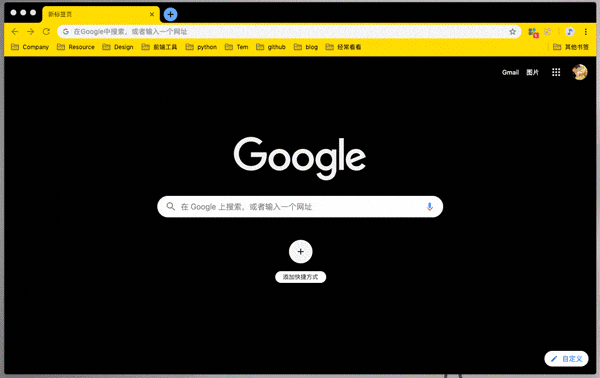 新标签页
在Google中搜索，或者输入一个网址
Company Resource Design 前端工具 python Tem github blog 经常看看 其他书签
Gmail 图片
Google
在 Google 上搜索，或者输入一个网址
添加快捷方式
自定义